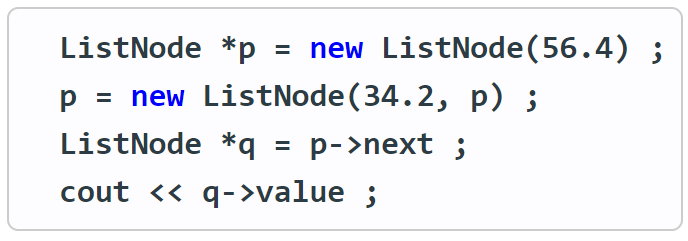 ListNode *p = new ListNode(56.4) ;
p = new ListNode(34.2, p) ;
ListNode *q = p->next ;
cout << q->value ;